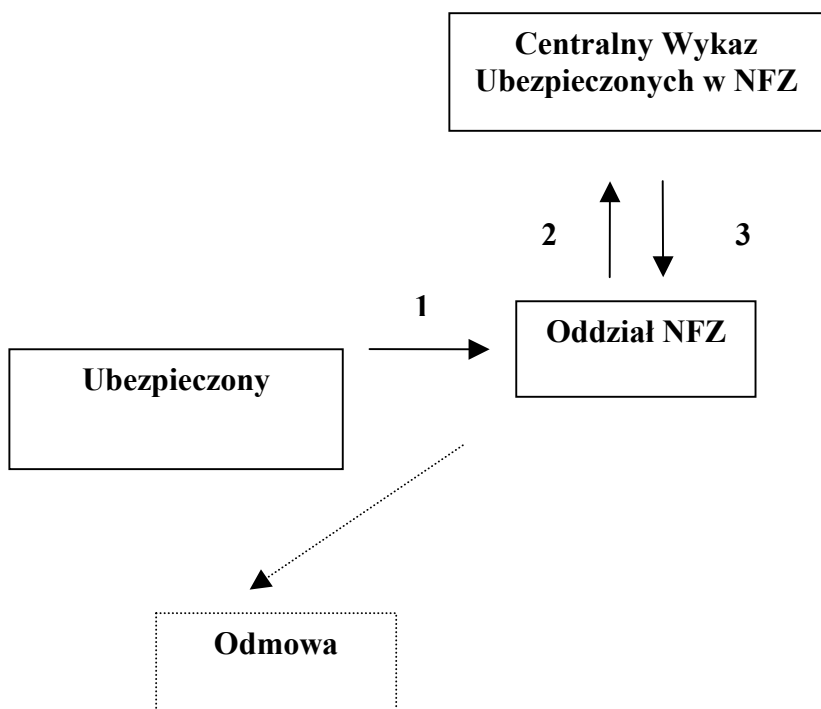 Centralny Wykaz
Ubezpieczonych w NFZ
2
3
1
Oddział NFZ
Ubezpieczony
Odmowa